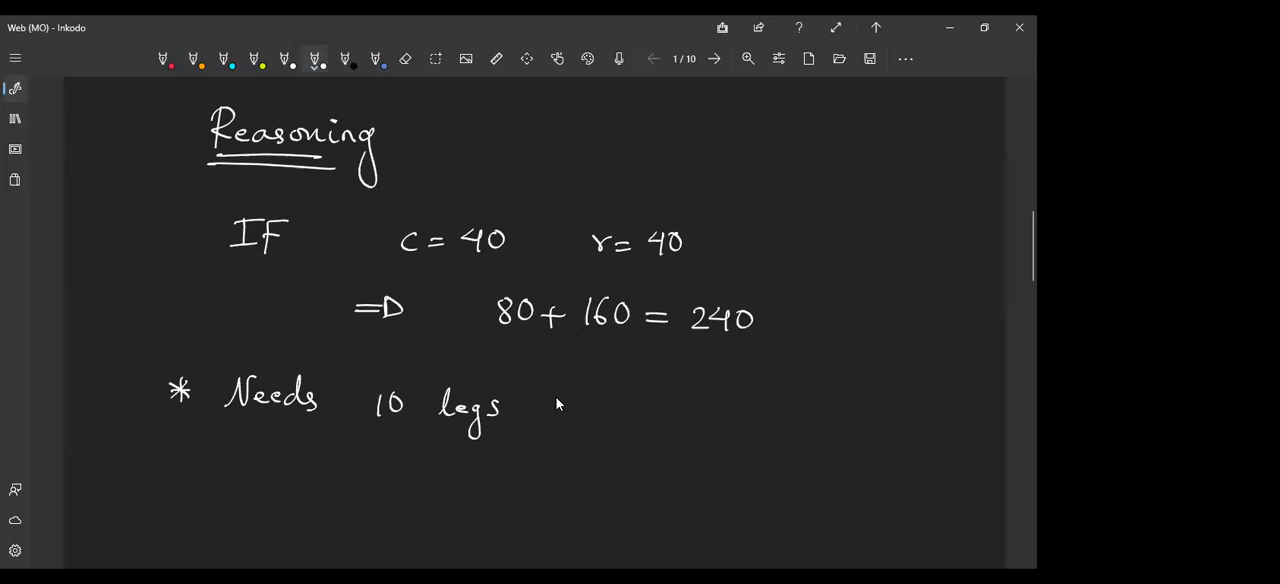 Web (MO) - Inkodo
1 / 10
Reasoning
IF c = 40 r = 40
⇒ 80 + 160 = 240
* Needs 10 legs